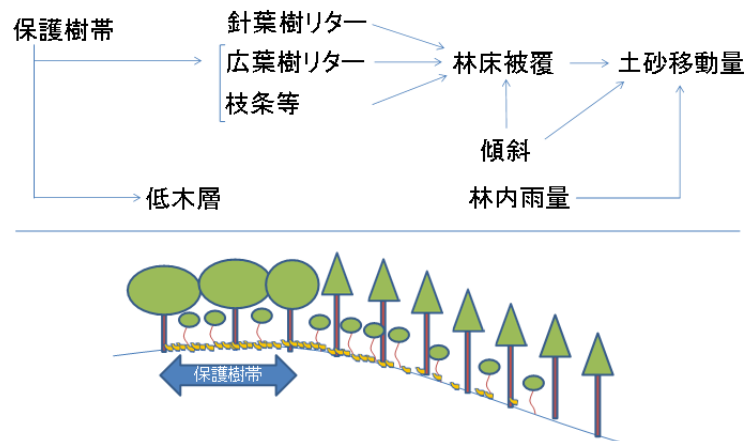 保護樹帯
針葉樹リター
広葉樹リター
枝条等
林床被覆
土砂移動量
傾斜
低木層
林内雨量
保護樹帯